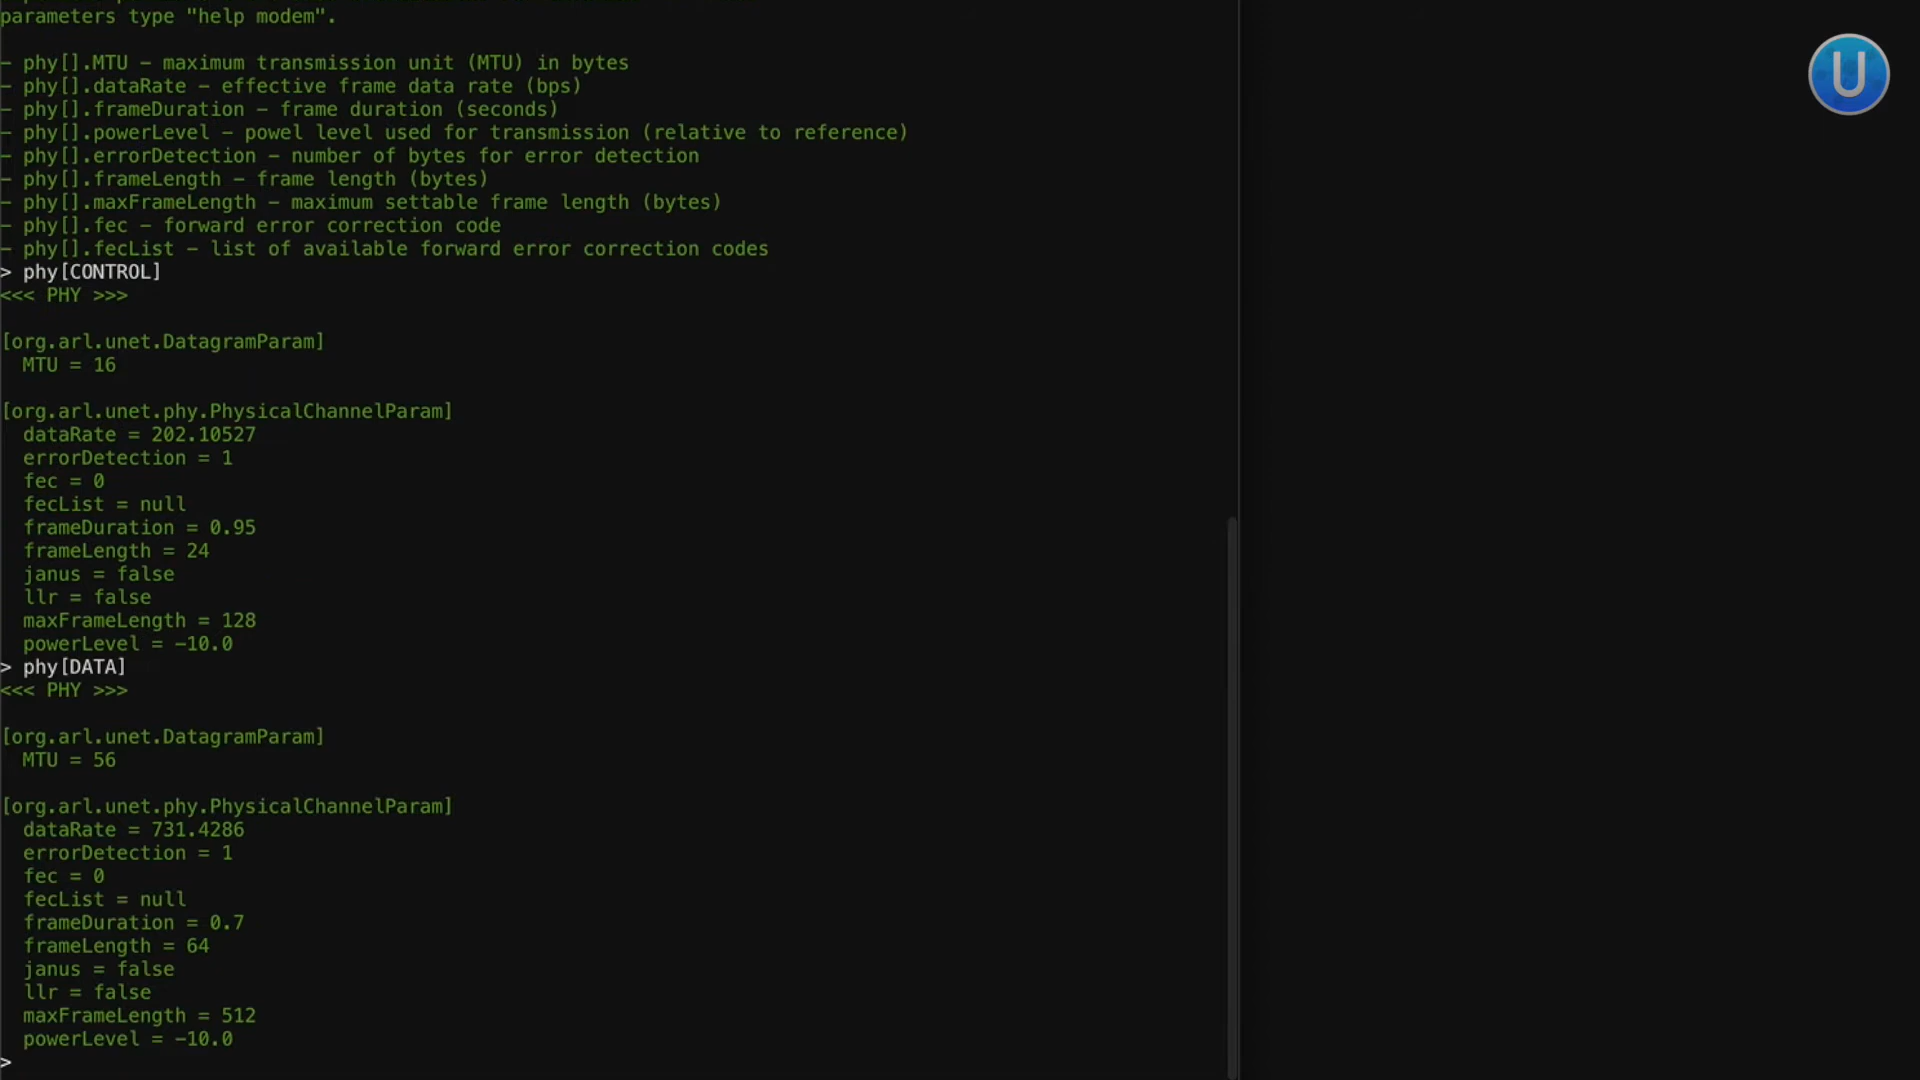 parameters type "help modem".
- phy[].MTU - maximum transmission unit (MTU) in bytes
- phy[].dataRate - effective frame data rate (bps)
- phy[].frameDuration - frame duration (seconds)
- phy[].powerLevel - powel level used for transmission (relative to reference)
- phy[].errorDetection - number of bytes for error detection
- phy[].frameLength - frame length (bytes)
- phy[].maxFrameLength - maximum settable frame length (bytes)
- phy[].fec - forward error correction code
- phy[].fecList - list of available forward error correction codes
> phy[CONTROL]
<<< PHY >>>
[org.arl.unet.DatagramParam]
MTU = 16
[org.arl.unet.phy.PhysicalChannelParam]
dataRate = 202.10527
errorDetection = 1
fec = 0
fecList = null
frameDuration = 0.95
frameLength = 24
janus = false
llr = false
maxFrameLength = 128
powerLevel = -10.0
> phy[DATA]
<<< PHY >>>
[org.arl.unet.DatagramParam]
MTU = 56
[org.arl.unet.phy.PhysicalChannelParam]
dataRate = 731.4286
errorDetection = 1
fec = 0
fecList = null
frameDuration = 0.7
frameLength = 64
janus = false
llr = false
maxFrameLength = 512
powerLevel = -10.0
>
U